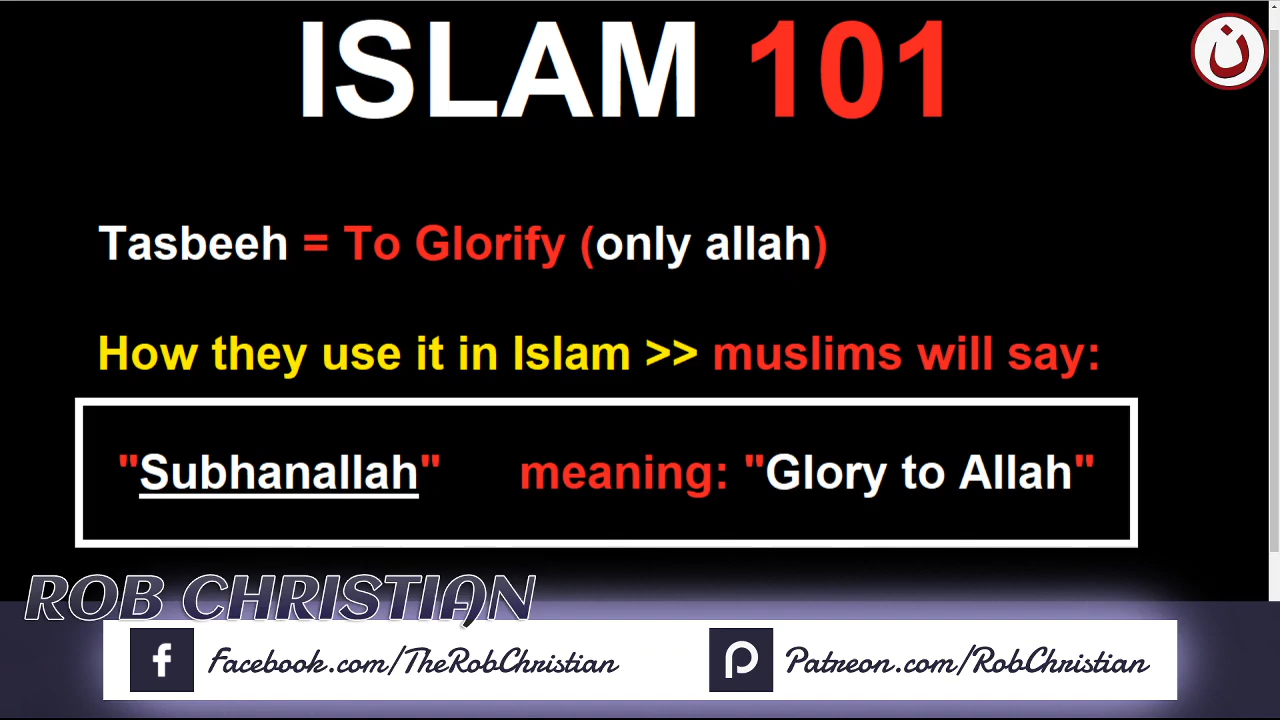 ISLAM 101
ن
Tasbeeh = To Glorify (only allah)
How they use it in Islam >> muslims will say:
"Subhanallah" meaning: "Glory to Allah"
ROB CHRISTIAN
Facebook.com/TheRobChristian
Patreon.com/RobChristian